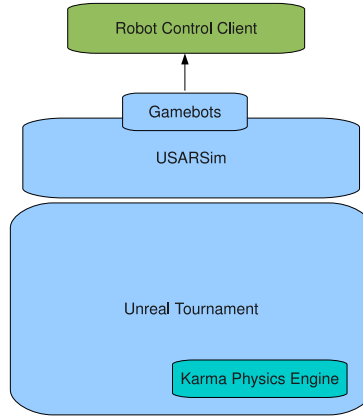 Robot Control Client
Gamebots
USARSim
Unreal Tournament
Karma Physics Engine